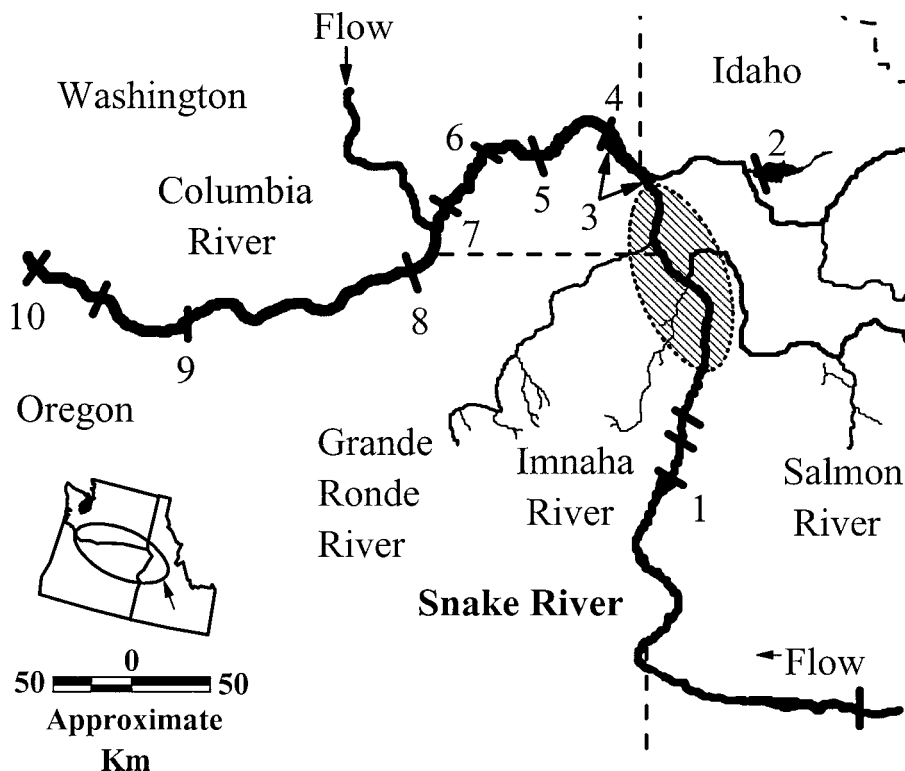 Flow
Washington
Idaho
4
6
2
5
3
Columbia
River
7
10
8
9
Oregon
Grande
Ronde
River
Imnaha
River
Salmon
River
1
Snake River
Flow
0
50
50
Approximate
Km